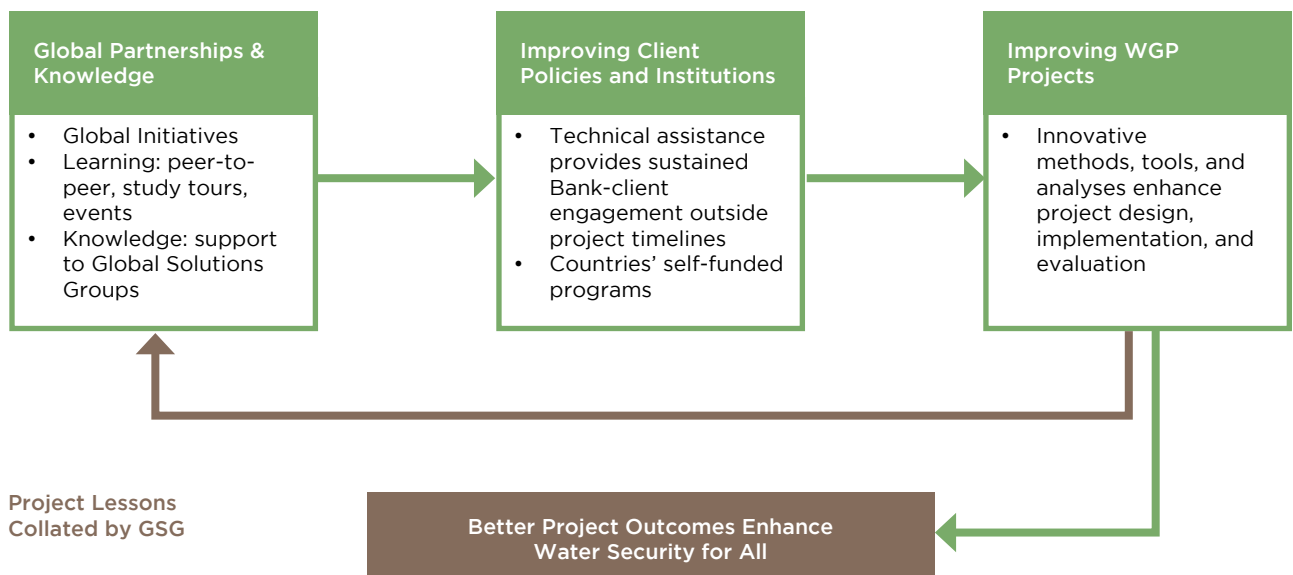 Global Partnerships &
Knowledge
• Global Initiatives
• Learning: peer-to-
peer, study tours,
events
• Knowledge: support
to Global Solutions
Groups
Improving Client
Policies and Institutions
• Technical assistance
provides sustained
Bank-client
engagement outside
project timelines
• Countries’ self-funded
programs
Improving WGP
Projects
• Innovative
methods, tools, and
analyses enhance
project design,
implementation, and
evaluation
Project Lessons
Collated by GSG
Better Project Outcomes Enhance
Water Security for All